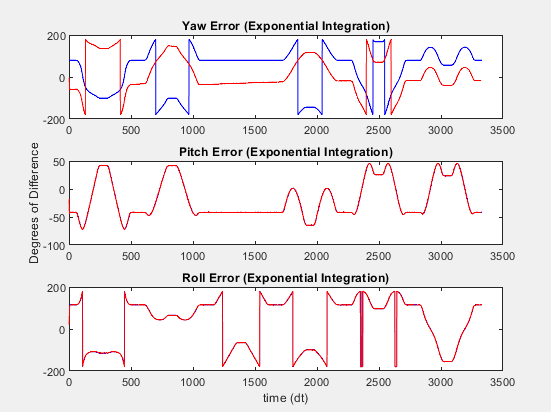 Yaw Error (Exponential Integration)
200
0
-200
0 500 1000 1500 2000 2500 3000 3500
Pitch Error (Exponential Integration)
50
0
-50
-100
0 500 1000 1500 2000 2500 3000 3500
Degrees of Difference
Roll Error (Exponential Integration)
200
0
-200
0 500 1000 1500 2000 2500 3000 3500
time (dt)